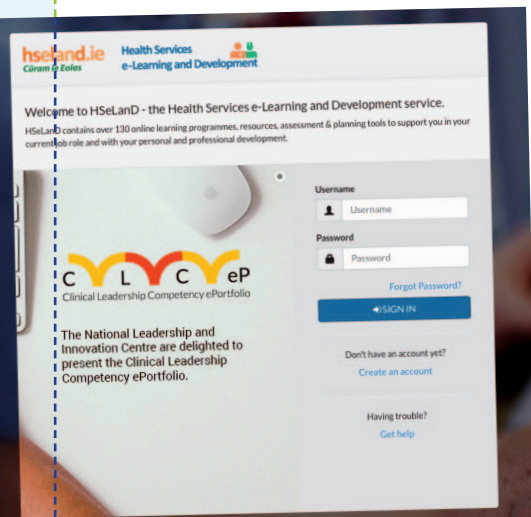 hseland.ie
Cúram le Eolas
Health Services
e-Learning and Development
Welcome to HSeLanD - the Health Services e-Learning and Development service.
HSeLanD contains over 130 online learning programmes, resources, assessment & planning tools to support you in your
current job role and with your personal and professional development.
C L C eP
Clinical Leadership Competency ePortfolio
The National Leadership and
Innovation Centre are delighted to
present the Clinical Leadership
Competency ePortfolio.
Username
Username
Password
Password
Forgot Password?
SIGN IN
Don't have an account yet?
Create an account
Having trouble?
Get help